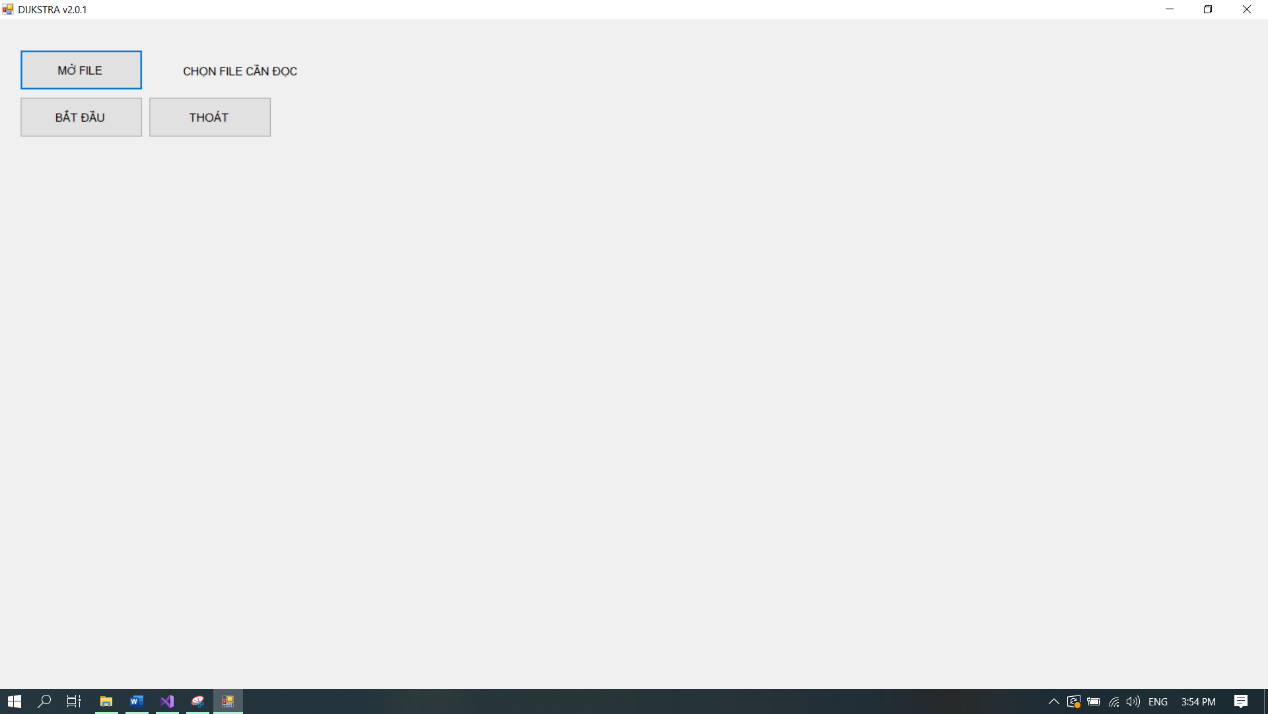 DIJKSTRA v2.0.1
MỞ FILE
CHỌN FILE CẦN ĐỌC
BẮT ĐẦU
THOÁT
ENG
3:54 PM